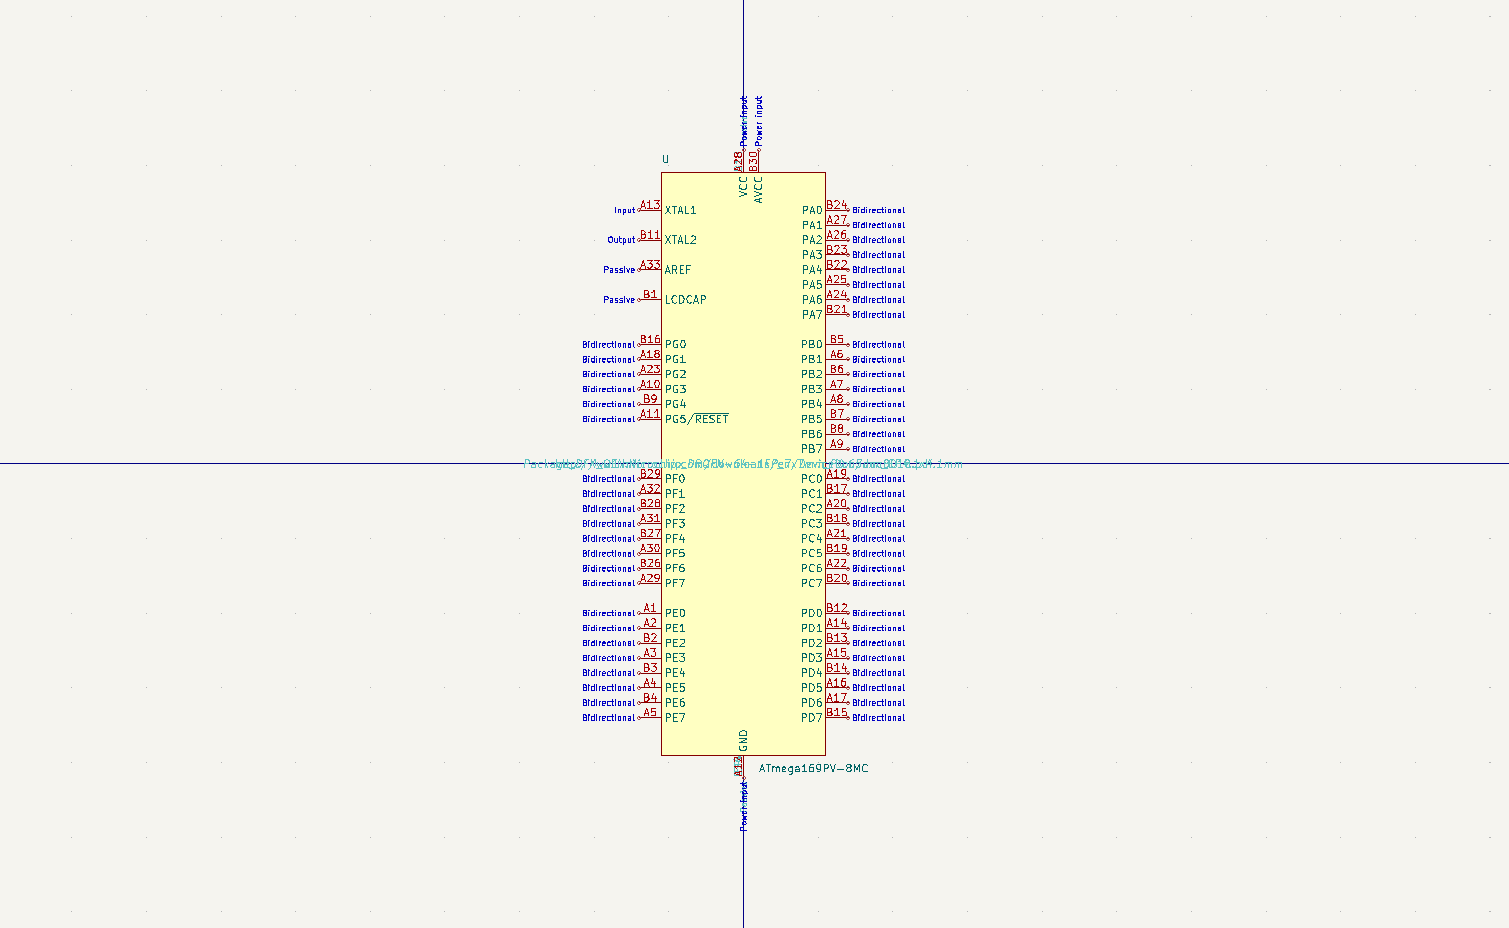 Power input
Power input
U
A28
B30
VCC
AVCC
Input A13 XTAL1
PA0 B24 Bidirectional
PA1 A27 Bidirectional
Output B11 XTAL2
PA2 A26 Bidirectional
PA3 B23 Bidirectional
Passive A33 AREF
PA4 B22 Bidirectional
PA5 A25 Bidirectional
Passive B1 LCDCAP
PA6 A24 Bidirectional
PA7 B21 Bidirectional
Bidirectional B16 PG0
PB0 B5 Bidirectional
Bidirectional A18 PG1
PB1 A6 Bidirectional
Bidirectional A23 PG2
PB2 B6 Bidirectional
Bidirectional A10 PG3
PB3 A7 Bidirectional
Bidirectional B9 PG4
PB4 A8 Bidirectional
Bidirectional A11 PG5/RESET
PB5 B7 Bidirectional
PB6 B8 Bidirectional
PB7 A9 Bidirectional
Bidirectional B29 PF0
PC0 A19 Bidirectional
Bidirectional A32 PF1
PC1 B17 Bidirectional
Bidirectional B28 PF2
PC2 A20 Bidirectional
Bidirectional A31 PF3
PC3 B18 Bidirectional
Bidirectional B27 PF4
PC4 A21 Bidirectional
Bidirectional A30 PF5
PC5 B19 Bidirectional
Bidirectional B26 PF6
PC6 A22 Bidirectional
Bidirectional A29 PF7
PC7 B20 Bidirectional
Bidirectional A1 PE0
PD0 B12 Bidirectional
Bidirectional A2 PE1
PD1 A14 Bidirectional
Bidirectional B2 PE2
PD2 B13 Bidirectional
Bidirectional A3 PE3
PD3 A15 Bidirectional
Bidirectional B3 PE4
PD4 B14 Bidirectional
Bidirectional A4 PE5
PD5 A16 Bidirectional
Bidirectional B4 PE6
PD6 A17 Bidirectional
Bidirectional A5 PE7
PD7 B15 Bidirectional
GND
A12
ATmega169PV-8MC
Power input